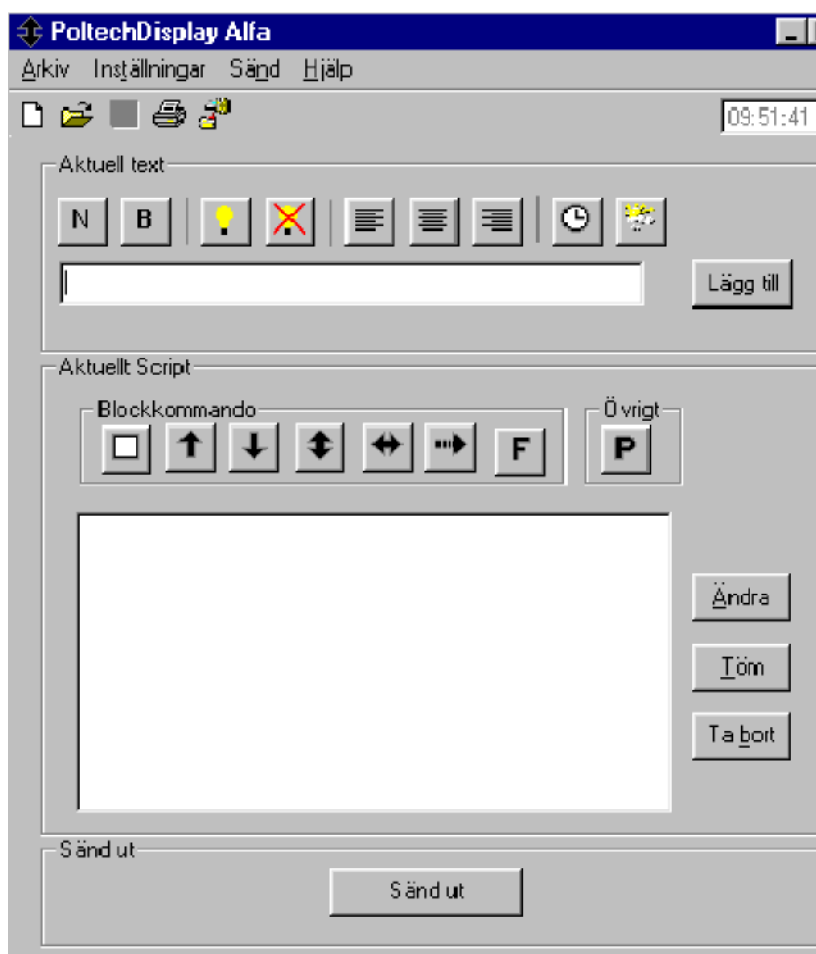 PoltechDisplay Alfa
Arkiv Inställningar Sänd Hjälp
09:51:41
Aktuell text
N B
Lägg till
Aktuellt Script
Blockkommando Övrigt
F P
Ändra
Töm
Ta bort
Sänd ut
Sänd ut